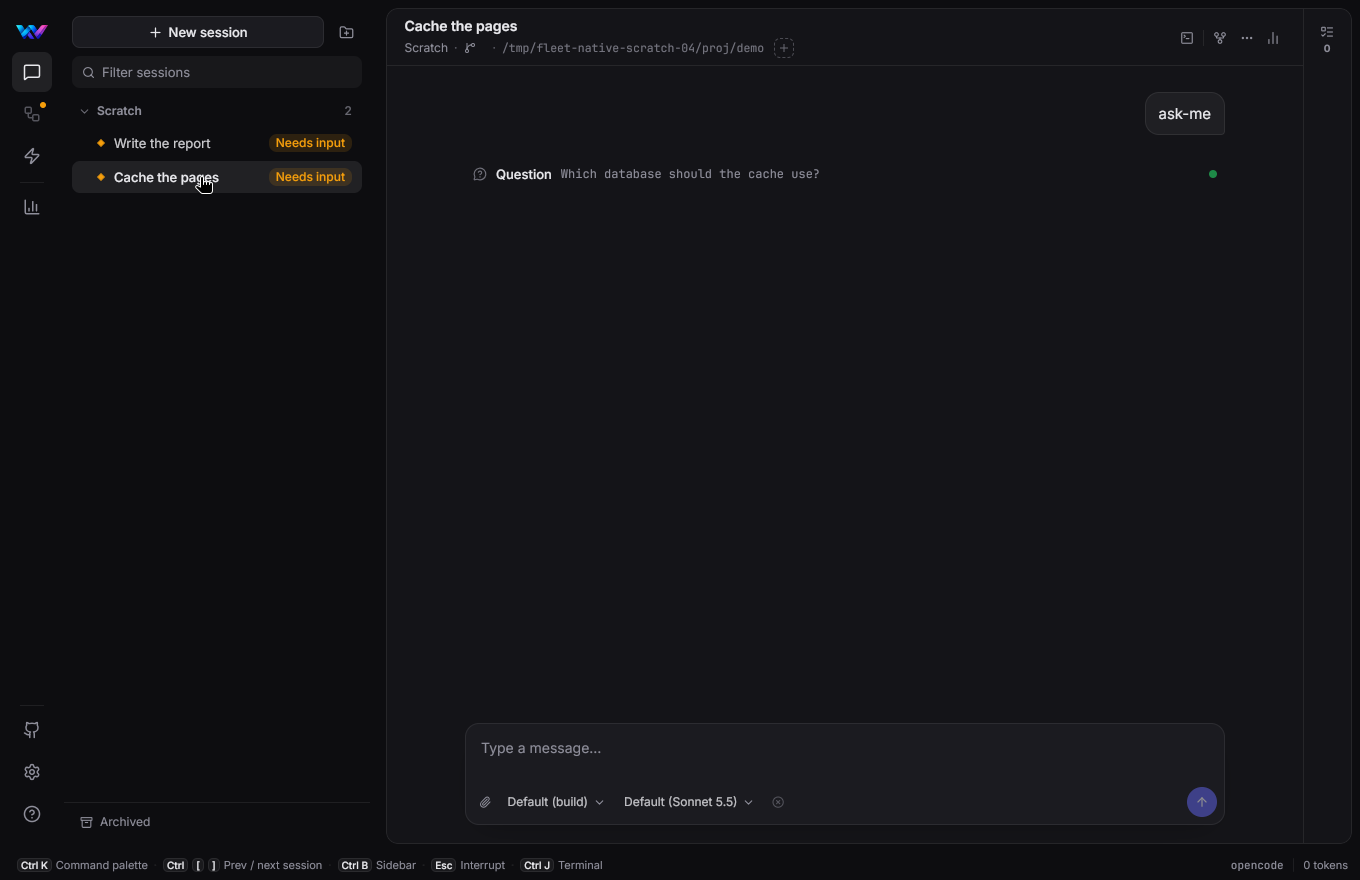 New session
Filter sessions
Scratch 2
Write the report Needs input
Cache the pages Needs input
Archived
Cache the pages
Scratch · · /tmp/fleet-native-scratch-04/proj/demo
0
ask-me
Question Which database should the cache use?
Type a message...
Default (build) Default (Sonnet 5.5)
Ctrl K Command palette · Ctrl [ ] Prev / next session · Ctrl B Sidebar · Esc Interrupt · Ctrl J Terminal
opencode 0 tokens